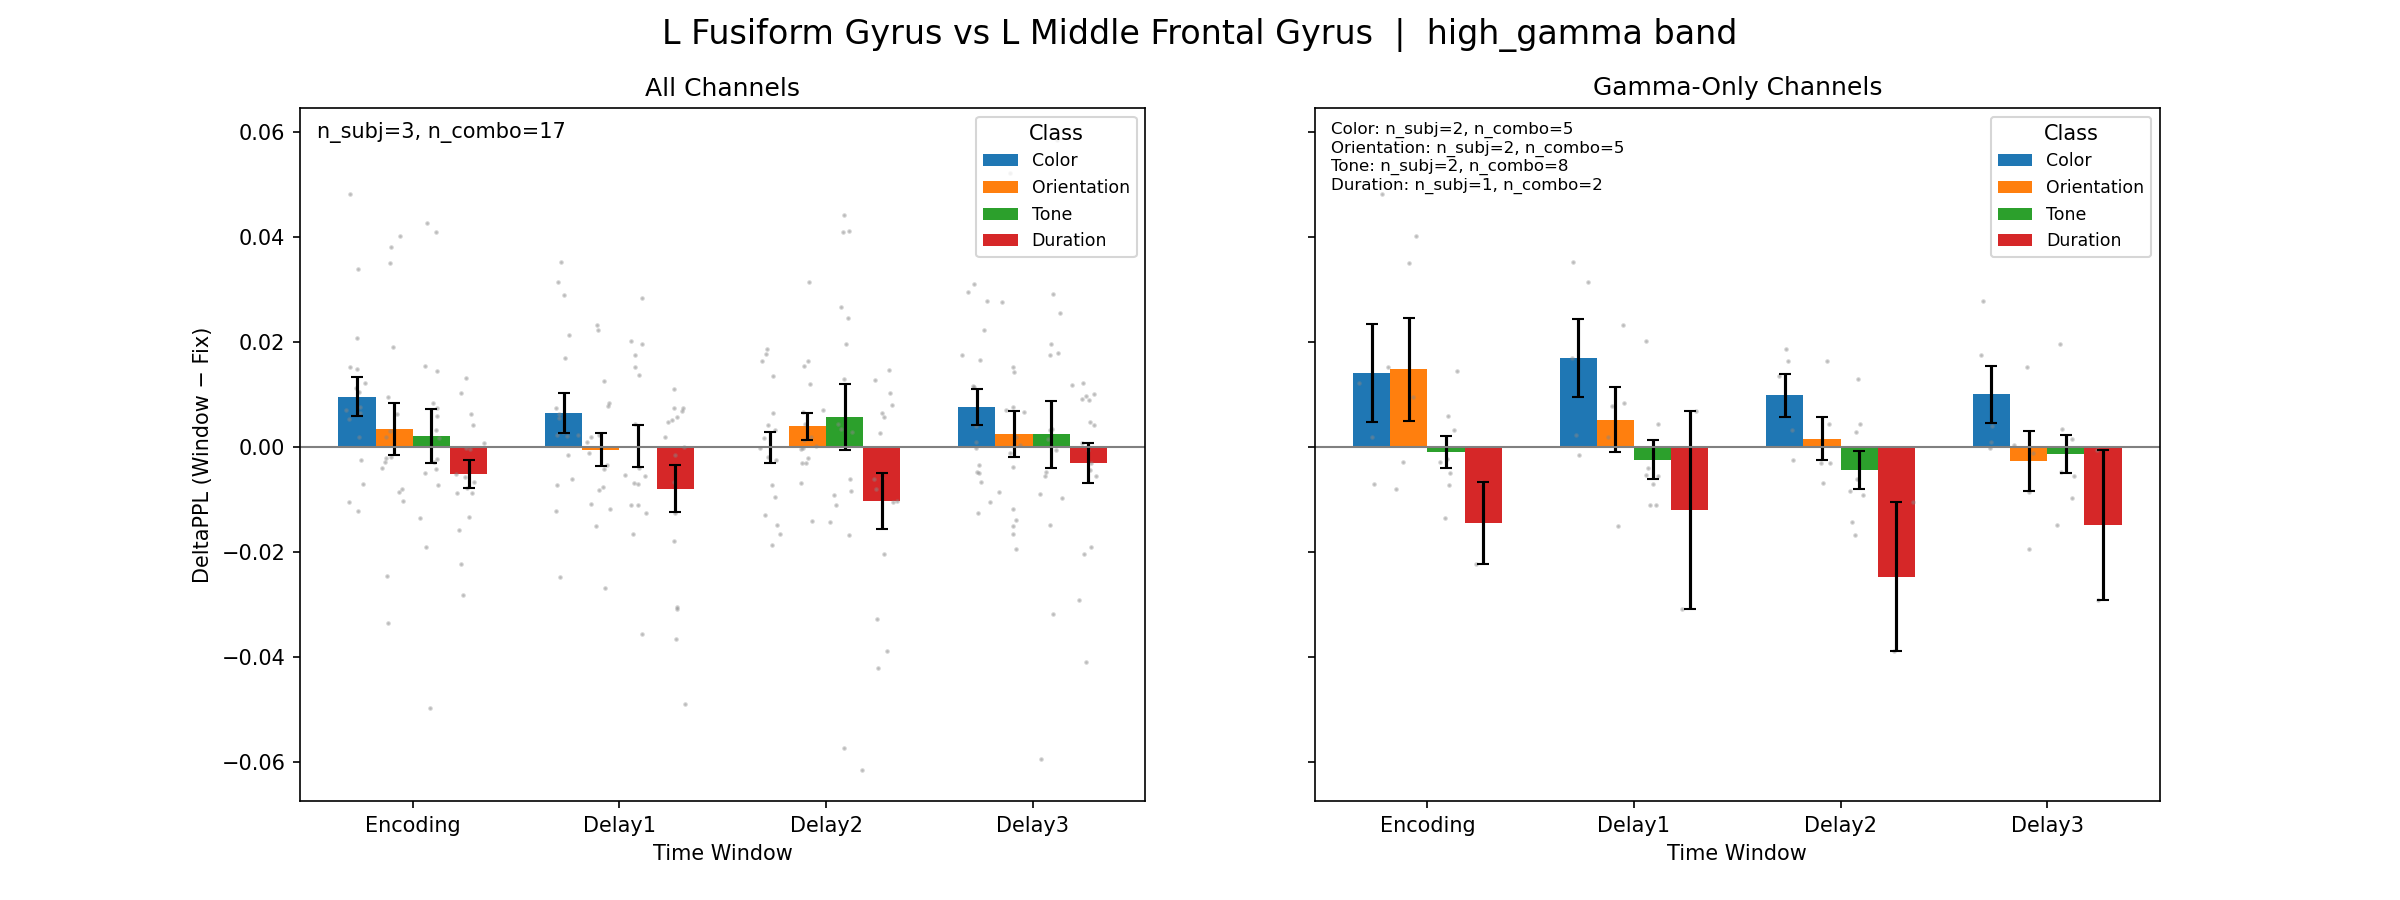 L Fusiform Gyrus vs L Middle Frontal Gyrus | high_gamma band
All Channels
n_subj=3, n_combo=17
Class
Color
Orientation
Tone
Duration
0.06
0.04
0.02
0.00
−0.02
−0.04
−0.06
DeltaPPL (Window − Fix)
Encoding
Delay1
Delay2
Delay3
Time Window
Gamma-Only Channels
Color: n_subj=2, n_combo=5
Orientation: n_subj=2, n_combo=5
Tone: n_subj=2, n_combo=8
Duration: n_subj=1, n_combo=2
Class
Color
Orientation
Tone
Duration
Encoding
Delay1
Delay2
Delay3
Time Window